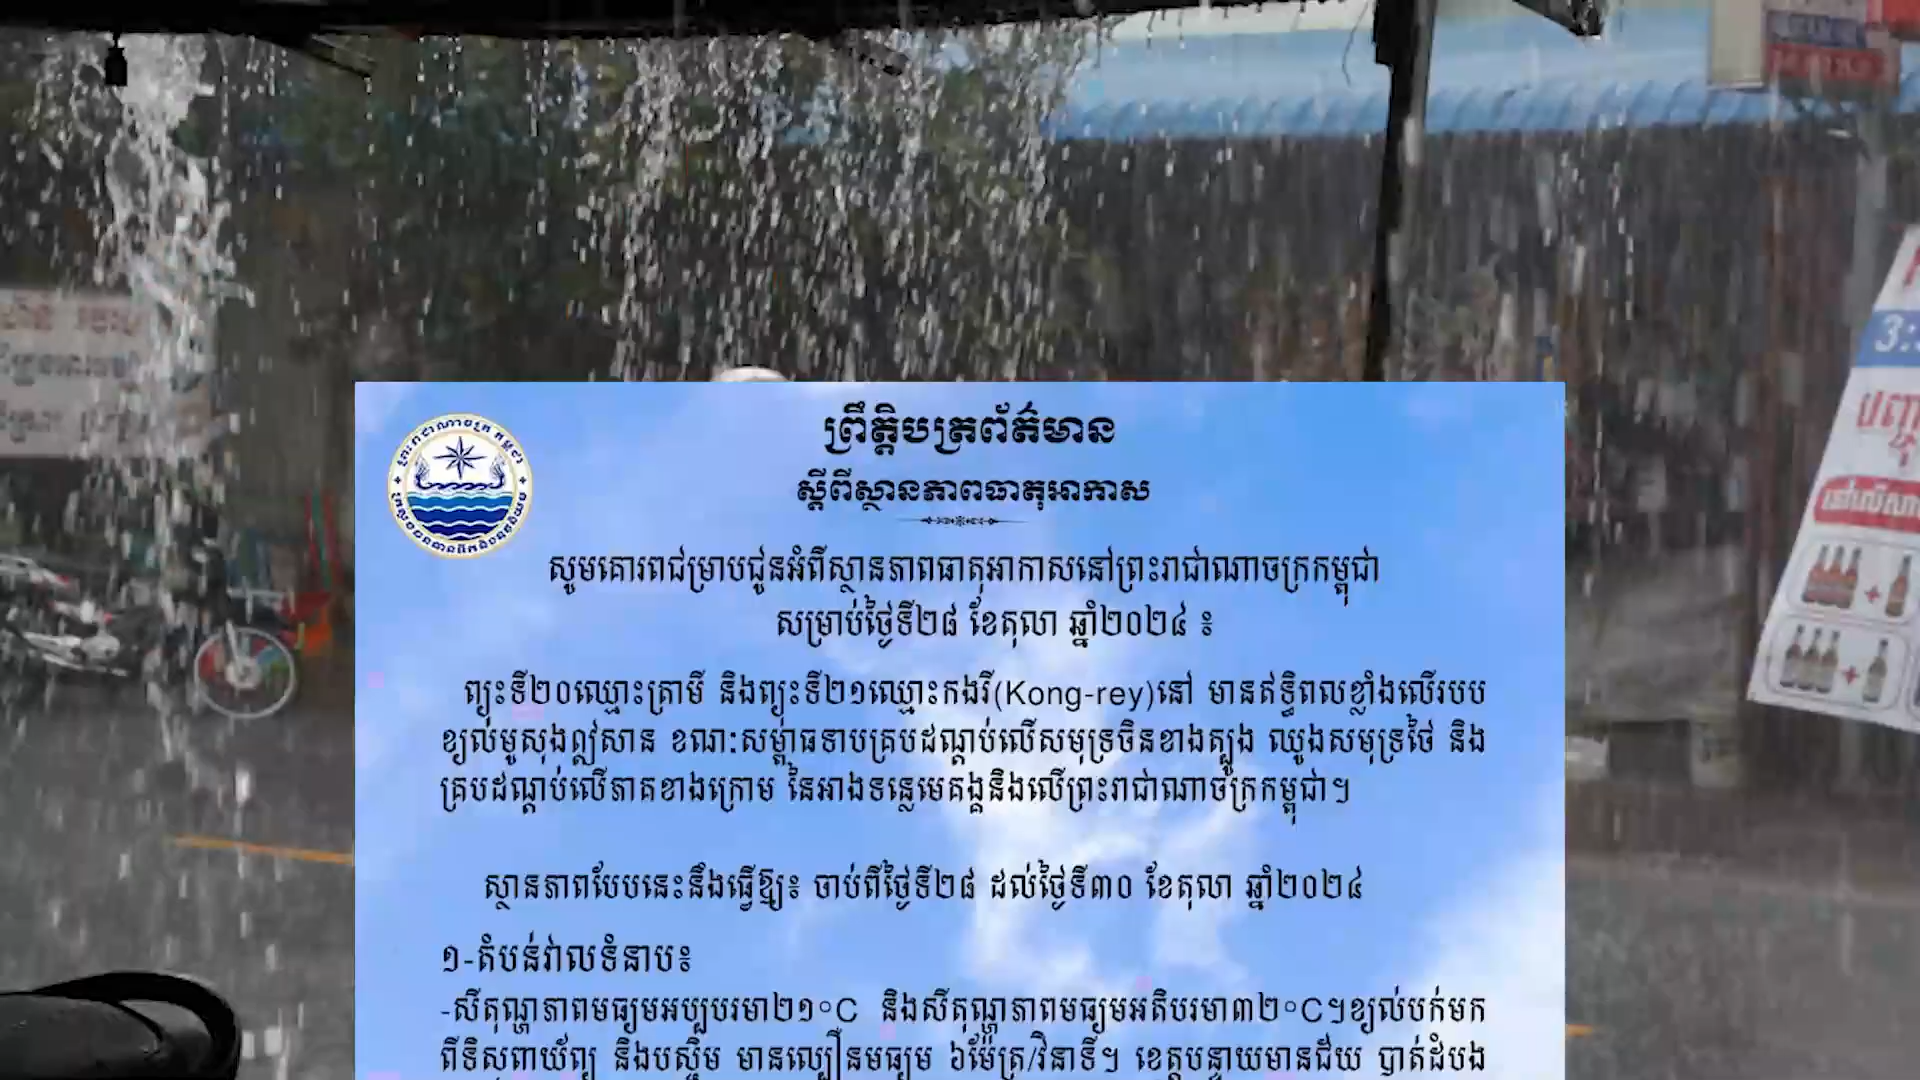 ព្រឹត្តិបត្រព័ត៌មាន
ស្តីពីស្ថានភាពធាតុអាកាស
សូមគោរពជម្រាបជូនអំពីស្ថានភាពធាតុអាកាសនៅព្រះរាជាណាចក្រកម្ពុជា
សម្រាប់ថ្ងៃទី២៨ ខែតុលា ឆ្នាំ២០២៤ ៖
ព្យុះទី២០ឈ្មោះត្រាមី និងព្យុះទី២១ឈ្មោះកងរី(Kong-rey)នៅ មានឥទ្ធិពលខ្លាំងលើរបប
ខ្យល់មូសុងឦសាន ខណៈសម្ពាធទាបគ្របដណ្តប់លើសមុទ្រចិនខាងត្បូង ឈូងសមុទ្រថៃ និង
គ្របដណ្តប់លើភាគខាងក្រោម នៃអាងទន្លេមេគង្គនិងលើព្រះរាជាណាចក្រកម្ពុជា។
ស្ថានភាពបែបនេះនឹងធ្វើឱ្យ៖ ចាប់ពីថ្ងៃទី២៨ ដល់ថ្ងៃទី៣០ ខែតុលា ឆ្នាំ២០២៤
១-តំបន់វាលទំនាប៖
-សីតុណ្ហភាពមធ្យមអប្បបរមា២១°C និងសីតុណ្ហភាពមធ្យមអតិបរមា៣២°C។ខ្យល់បក់មក
ពីទិសពាយ័ព្យ និងបស្ចិម មានល្បឿនមធ្យម ៦ម៉ែត្រ/វិនាទី។ ខេត្តបន្ទាយមានជ័យ បាត់ដំបង